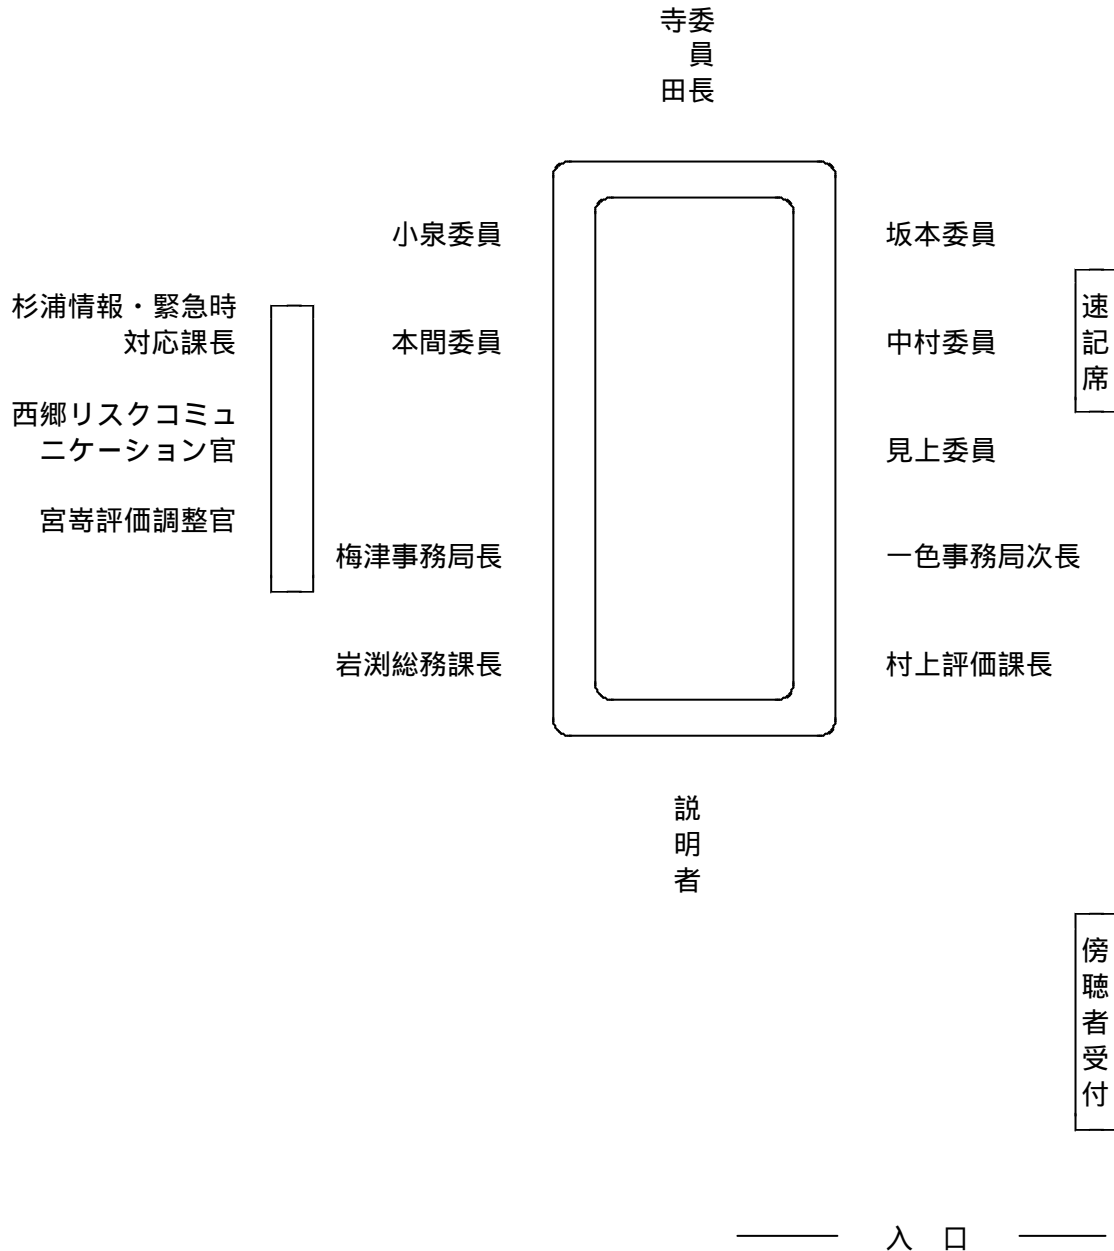 寺田委員長
小泉委員
坂本委員
速記席
杉浦情報・緊急時
対応課長
本間委員
中村委員
西郷リスクコミュ
ニケーション官
見上委員
宮嵜評価調整官
梅津事務局長
一色事務局次長
岩渕総務課長
村上評価課長
説明者
傍聴者受付
入 口